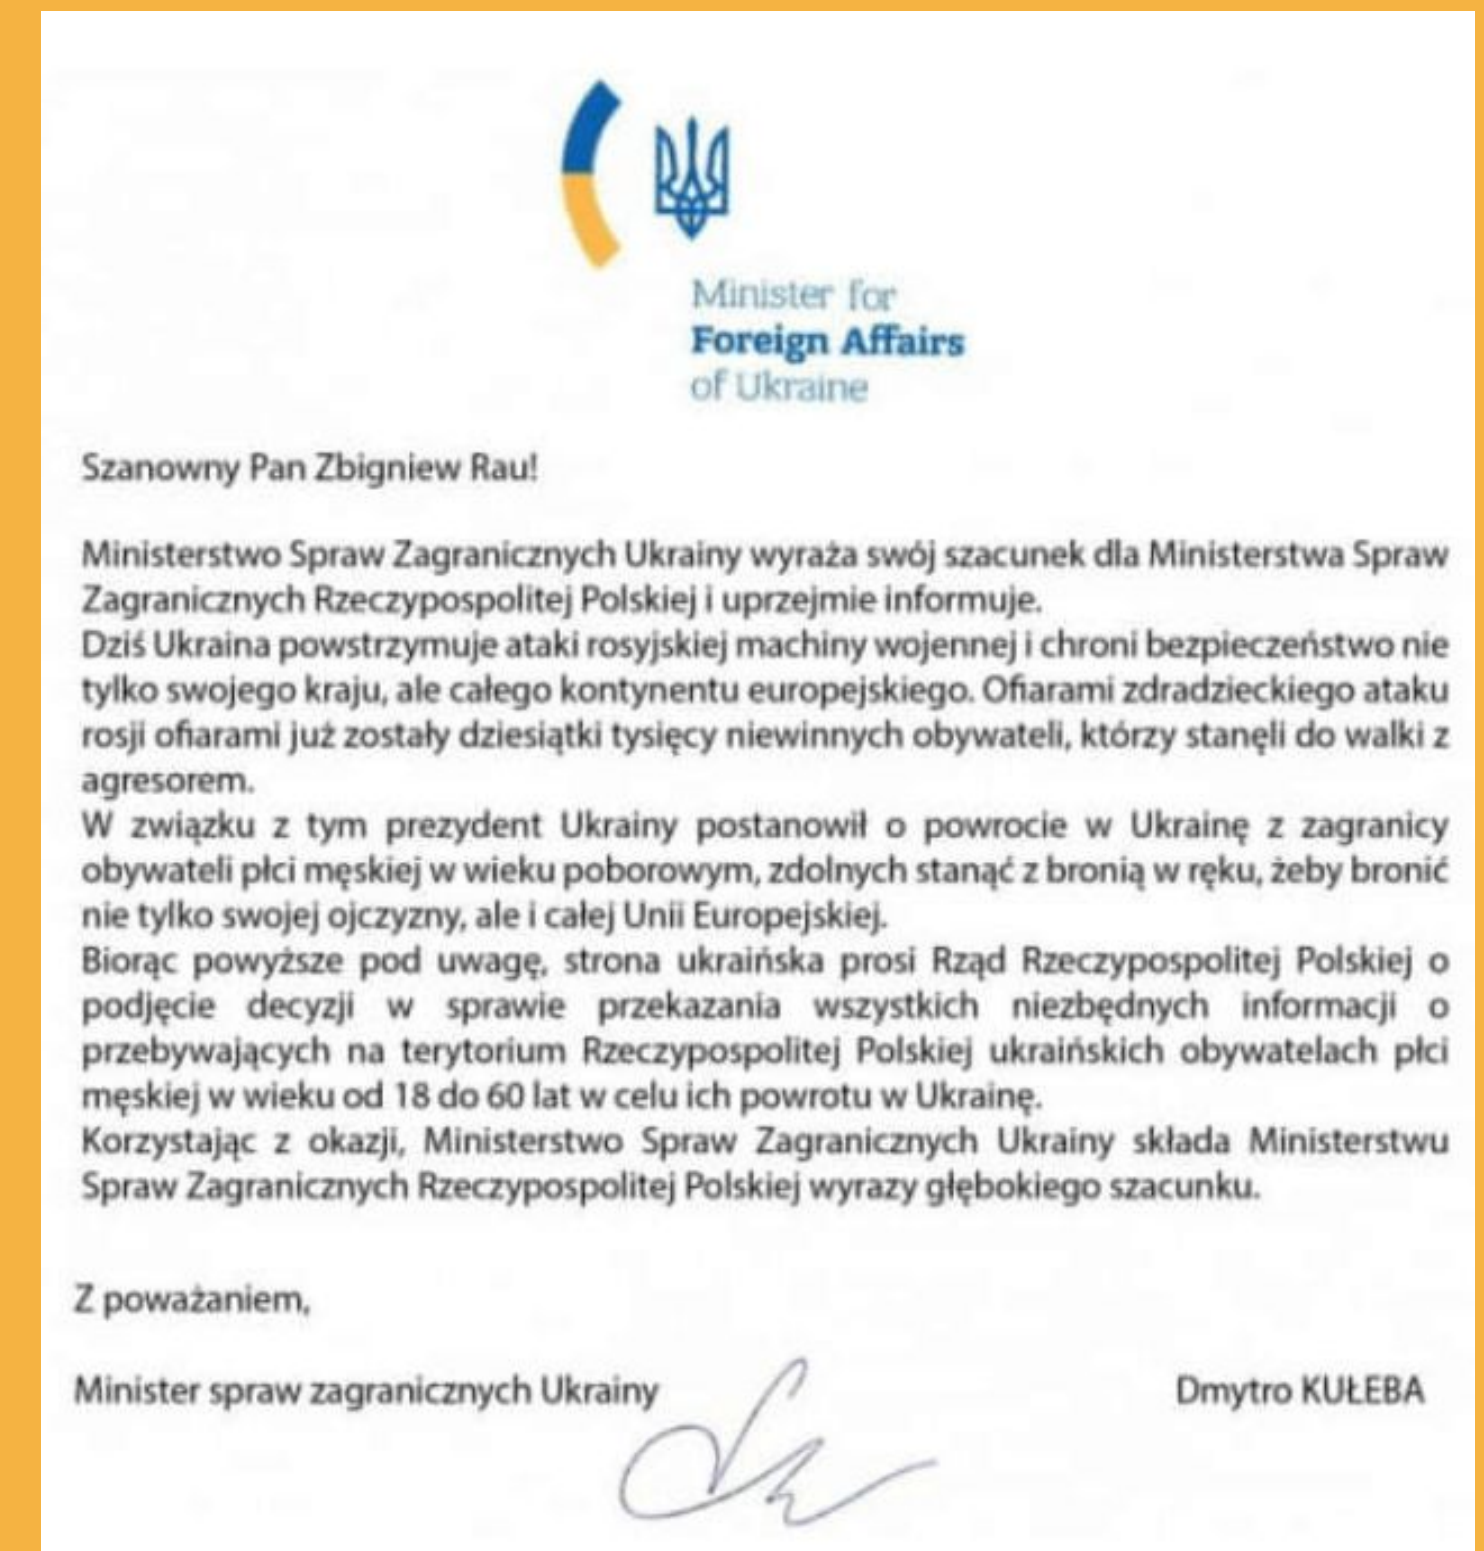 Minister for
Foreign Affairs
of Ukraine
Szanowny Pan Zbigniew Rau!
Ministerstwo Spraw Zagranicznych Ukrainy wyraża swój szacunek dla Ministerstwa Spraw
Zagranicznych Rzeczypospolitej Polskiej i uprzejmie informuje.
Dziś Ukraina powstrzymuje ataki rosyjskiej machiny wojennej i chroni bezpieczeństwo nie
tylko swojego kraju, ale całego kontynentu europejskiego. Ofiarami zdradzieckiego ataku
rosji ofiarami już zostały dziesiątki tysięcy niewinnych obywateli, którzy stanęli do walki z
agresorem.
W związku z tym prezydent Ukrainy postanowił o powrocie w Ukrainę z zagranicy
obywateli płci męskiej w wieku poborowym, zdolnych stanąć z bronią w ręku, żeby bronić
nie tylko swojej ojczyzny, ale i całej Unii Europejskiej.
Biorąc powyższe pod uwagę, strona ukraińska prosi Rząd Rzeczypospolitej Polskiej o
podjęcie decyzji w sprawie przekazania wszystkich niezbędnych informacji o
przebywających na terytorium Rzeczypospolitej Polskiej ukraińskich obywatelach płci
męskiej w wieku od 18 do 60 lat w celu ich powrotu w Ukrainę.
Korzystając z okazji, Ministerstwo Spraw Zagranicznych Ukrainy składa Ministerstwu
Spraw Zagranicznych Rzeczypospolitej Polskiej wyrazy głębokiego szacunku.
Z poważaniem,
Minister spraw zagranicznych Ukrainy Dmytro KUŁEBA